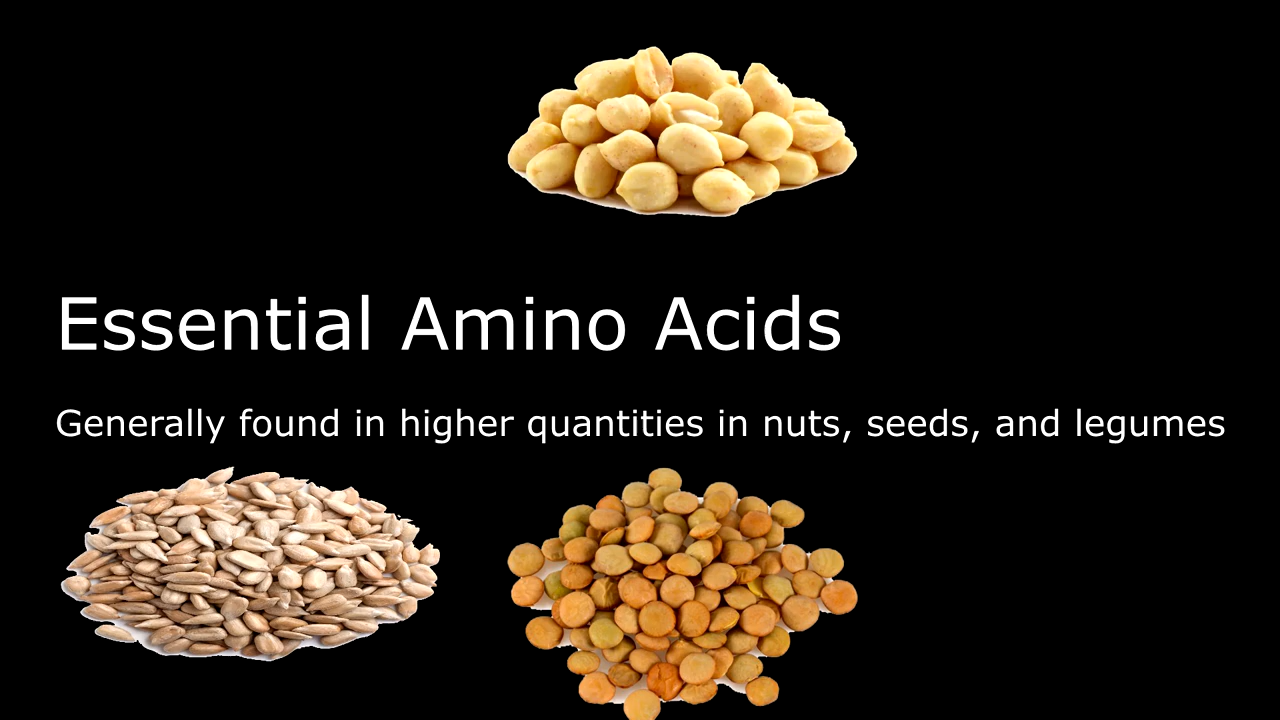 Essential Amino Acids
Generally found in higher quantities in nuts, seeds, and legumes